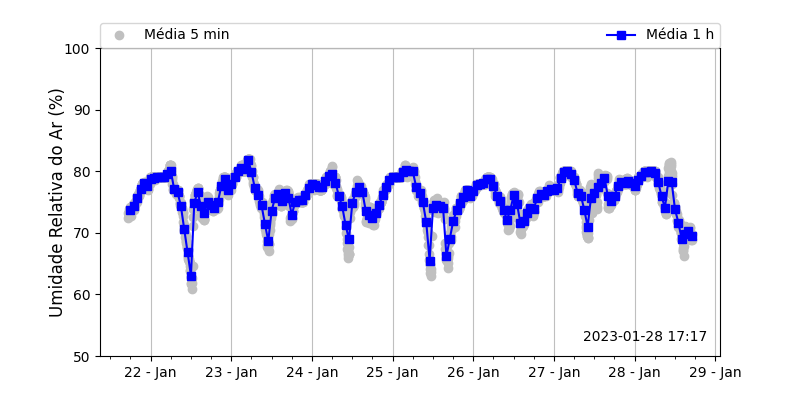 Média 5 min
Média 1 h
Umidade Relativa do Ar (%)
100
90
80
70
60
50
2023-01-28 17:17
22 - Jan
23 - Jan
24 - Jan
25 - Jan
26 - Jan
27 - Jan
28 - Jan
29 - Jan